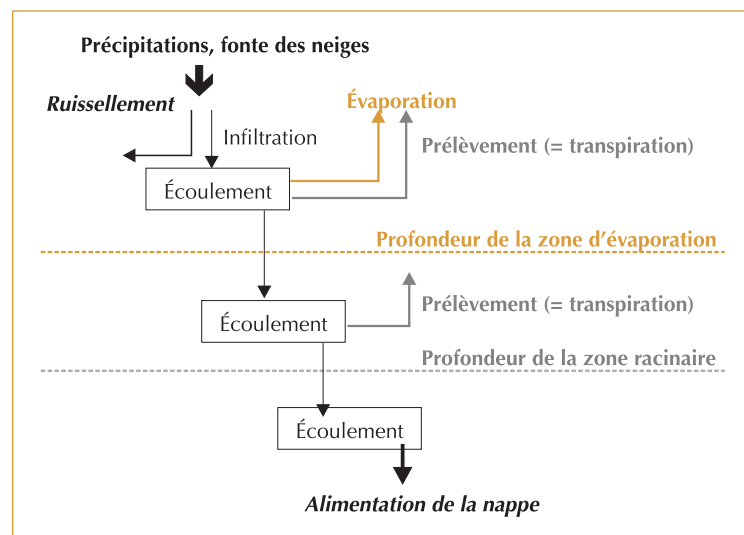 Précipitations, fonte des neiges
Ruissellement
Évaporation
Infiltration
Prélèvement (= transpiration)
Écoulement
Profondeur de la zone d'évaporation
Prélèvement (= transpiration)
Écoulement
Profondeur de la zone racinaire
Écoulement
Alimentation de la nappe